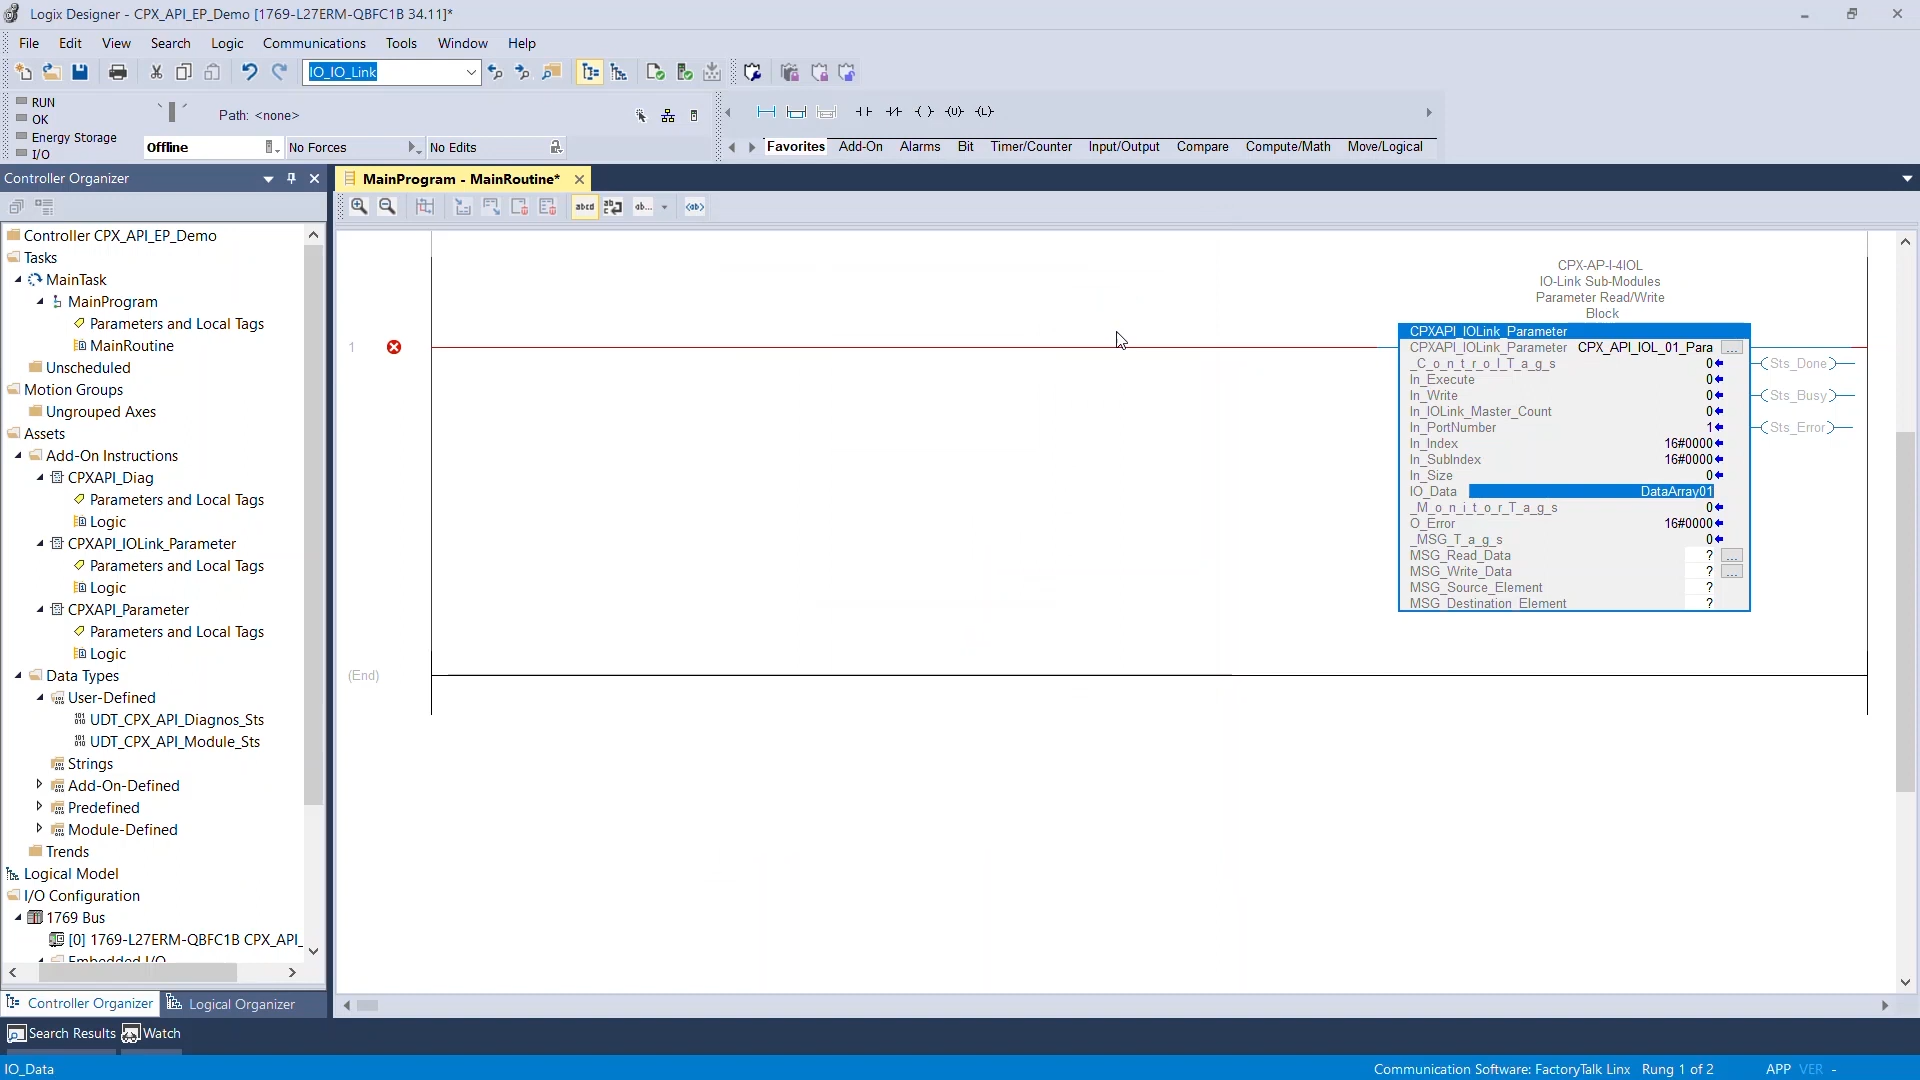 Logix Designer - CPX_API_EP_Demo [1769-L27ERM-QBFC1B 34.11]*
File Edit View Search Logic Communications Tools Window Help
IO_IO_Link
RUN
OK
Energy Storage
I/O
Path: <none>
Offline
No Forces
No Edits
Favorites Add-On Alarms Bit Timer/Counter Input/Output Compare Compute/Math Move/Logical
Controller Organizer
MainProgram - MainRoutine*
Controller CPX_API_EP_Demo
Tasks
MainTask
MainProgram
Parameters and Local Tags
MainRoutine
Unscheduled
Motion Groups
Ungrouped Axes
Assets
Add-On Instructions
CPXAPI_Diag
Parameters and Local Tags
Logic
CPXAPI_IOLink_Parameter
Parameters and Local Tags
Logic
CPXAPI_Parameter
Parameters and Local Tags
Logic
Data Types
User-Defined
UDT_CPX_API_Diagnos_Sts
UDT_CPX_API_Module_Sts
Strings
Add-On-Defined
Predefined
Module-Defined
Trends
Logical Model
I/O Configuration
1769 Bus
[0] 1769-L27ERM-QBFC1B CPX_API_
Embedded I/O
Controller Organizer
Logical Organizer
1
(End)
CPX-AP-I-4IOL
IO-Link Sub-Modules
Parameter Read/Write
Block
CPXAPI_IOLink_Parameter
CPXAPI_IOLink_Parameter CPX_API_IOL_01_Para ...
_C_o_n_t_r_o_l_T_a_g_s 0
In_Execute 0
In_Write 0
In_IOLink_Master_Count 0
In_PortNumber 1
In_Index 16#0000
In_SubIndex 16#0000
In_Size 0
IO_Data DataArray01
_M_o_n_i_t_o_r_T_a_g_s 0
O_Error 16#0000
_MSG_T_a_g_s 0
MSG_Read_Data ? ...
MSG_Write_Data ? ...
MSG_Source_Element ?
MSG_Destination_Element ?
Sts_Done
Sts_Busy
Sts_Error
Search Results
Watch
IO_Data
Communication Software: FactoryTalk Linx Rung 1 of 2 APP VER -